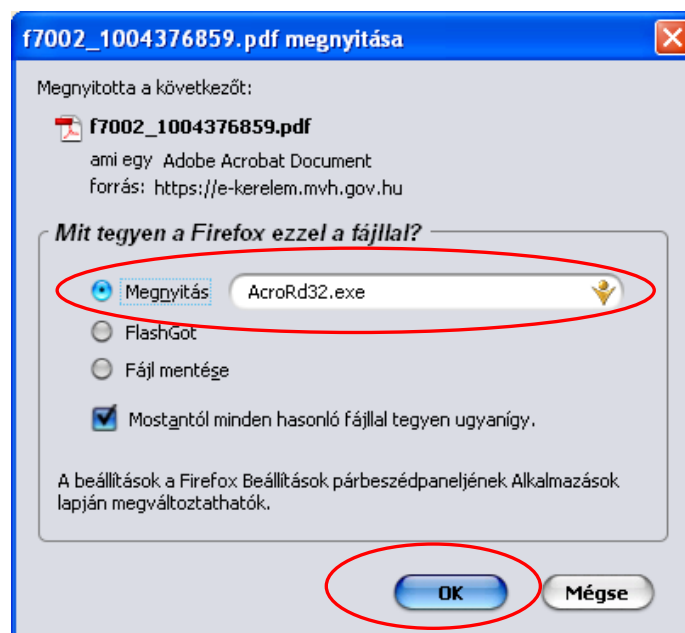 f7002_1004376859.pdf megnyitása
Megnyitotta a következőt:
f7002_1004376859.pdf
ami egy Adobe Acrobat Document
forrás: https://e-kerelem.mvh.gov.hu
Mit tegyen a Firefox ezzel a fájllal?
Megnyitás AcroRd32.exe
FlashGot
Fájl mentése
Mostantól minden hasonló fájllal tegyen ugyanígy.
A beállítások a Firefox Beállítások párbeszédpaneljének Alkalmazások
lapján megváltoztathatók.
OK Mégse